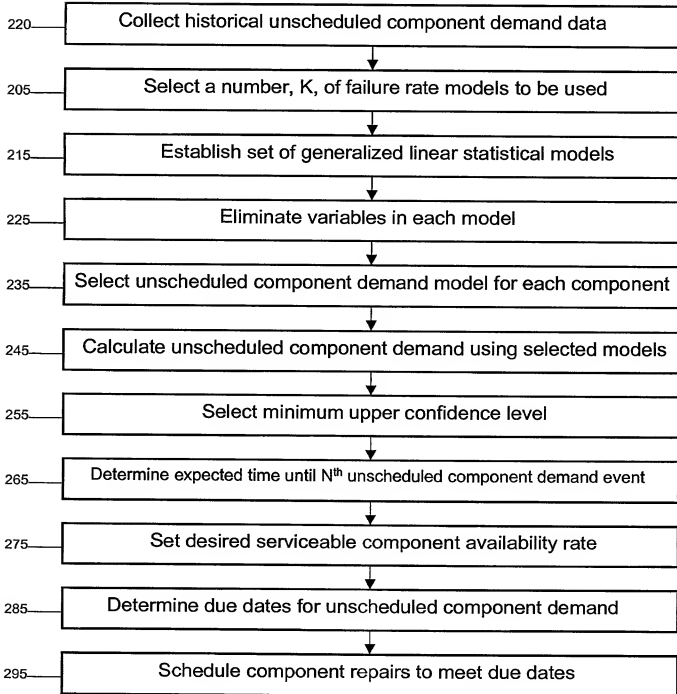 220 Collect historical unscheduled component demand data
205 Select a number, K, of failure rate models to be used
215 Establish set of generalized linear statistical models
225 Eliminate variables in each model
235 Select unscheduled component demand model for each component
245 Calculate unscheduled component demand using selected models
255 Select minimum upper confidence level
265 Determine expected time until Nth unscheduled component demand event
275 Set desired serviceable component availability rate
285 Determine due dates for unscheduled component demand
295 Schedule component repairs to meet due dates